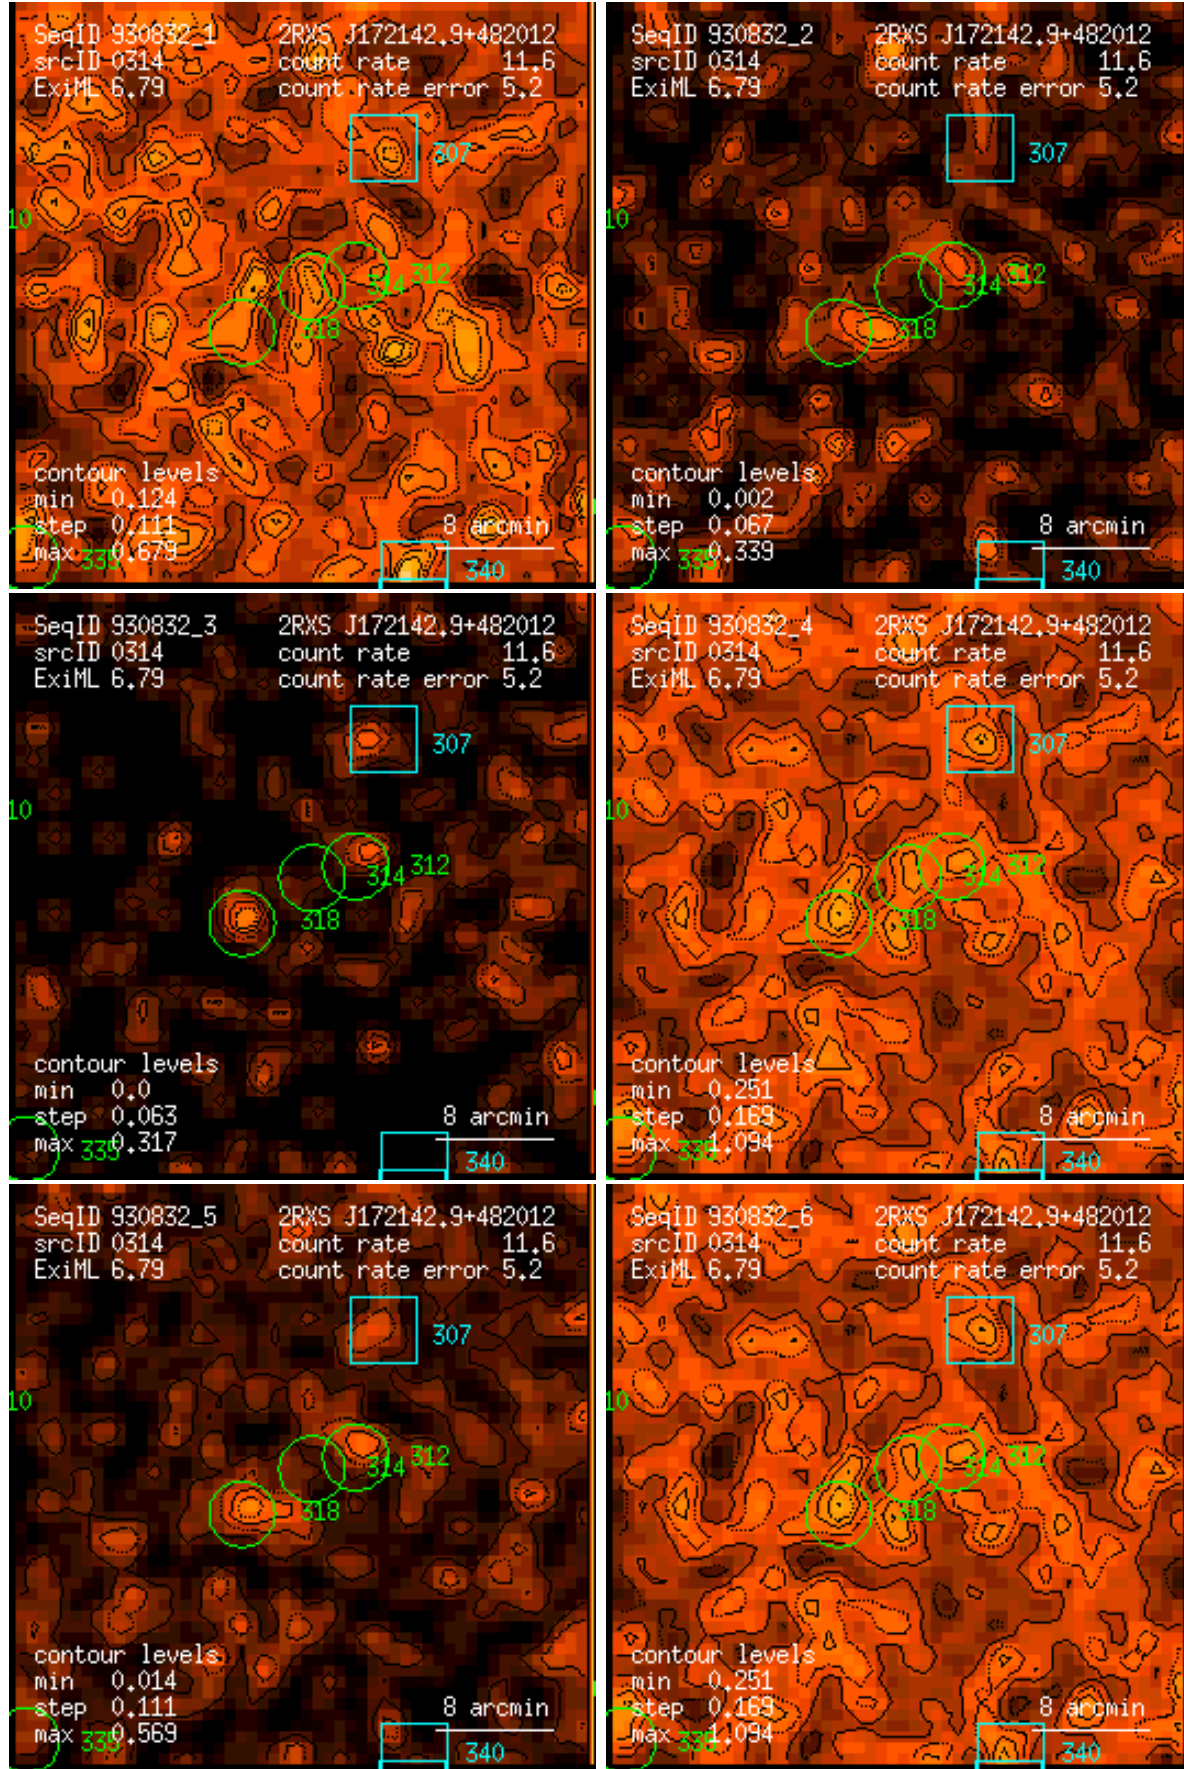 SeqID 930832_1 2RXS J172142.9+482012
srcID 0314 count rate 11.6
ExiML 6.79 count rate error 5.2
307
10
314 312
318
contour levels
min 0.124
step 0.111 8 arcmin
max 0.679
335 340
SeqID 930832_2 2RXS J172142.9+482012
srcID 0314 count rate 11.6
ExiML 6.79 count rate error 5.2
307
10
314 312
318
contour levels
min 0.002
step 0.067 8 arcmin
max 0.339
335 340
SeqID 930832_3 2RXS J172142.9+482012
srcID 0314 count rate 11.6
ExiML 6.79 count rate error 5.2
307
10
314 312
318
contour levels
min 0.0
step 0.063 8 arcmin
max 0.317
335 340
SeqID 930832_4 2RXS J172142.9+482012
srcID 0314 count rate 11.6
ExiML 6.79 count rate error 5.2
307
10
314 312
318
contour levels
min 0.251
step 0.169 8 arcmin
max 1.094
335 340
SeqID 930832_5 2RXS J172142.9+482012
srcID 0314 count rate 11.6
ExiML 6.79 count rate error 5.2
307
10
314 312
318
contour levels
min 0.014
step 0.111 8 arcmin
max 0.569
335 340
SeqID 930832_6 2RXS J172142.9+482012
srcID 0314 count rate 11.6
ExiML 6.79 count rate error 5.2
307
10
314 312
318
contour levels
min 0.251
step 0.169 8 arcmin
max 1.094
335 340